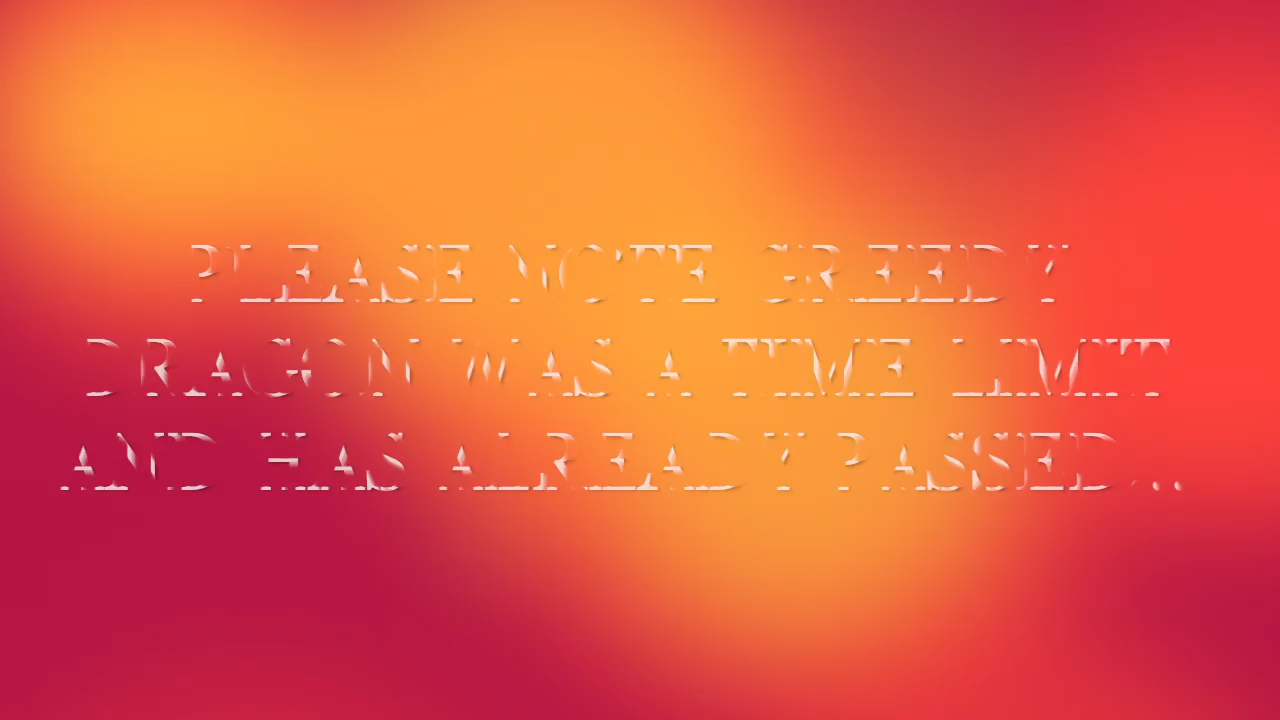 PLEASE NOTE GREEDY
DRAGON WAS A TIME LIMIT
AND HAS ALREADY PASSED...